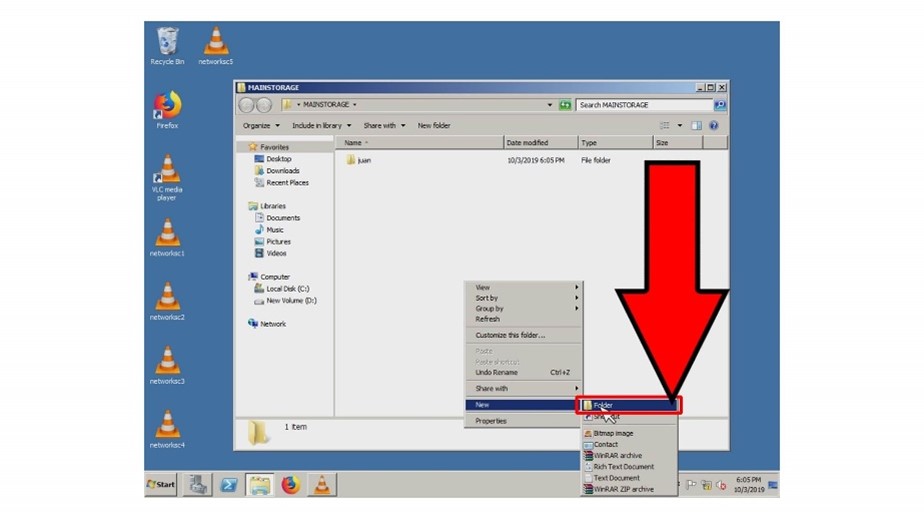 Recycle Bin
networksc5
Firefox
VLC media
player
networksc1
networksc2
networksc3
networksc4
MAINSTORAGE
MAINSTORAGE
Search MAINSTORAGE
Organize
Include in library
Share with
New folder
Name
Date modified
Type
Size
juan
10/3/2019 6:05 PM
File folder
Favorites
Desktop
Downloads
Recent Places
Libraries
Documents
Music
Pictures
Videos
Computer
Local Disk (C:)
New Volume (D:)
Network
1 item
View
Sort by
Group by
Refresh
Customize this folder...
Paste
Paste shortcut
Undo Rename Ctrl+Z
Share with
New
Properties
Folder
Bitmap image
Contact
WinRAR archive
Rich Text Document
Text Document
WinRAR ZIP archive
Start
6:05 PM
10/3/2019